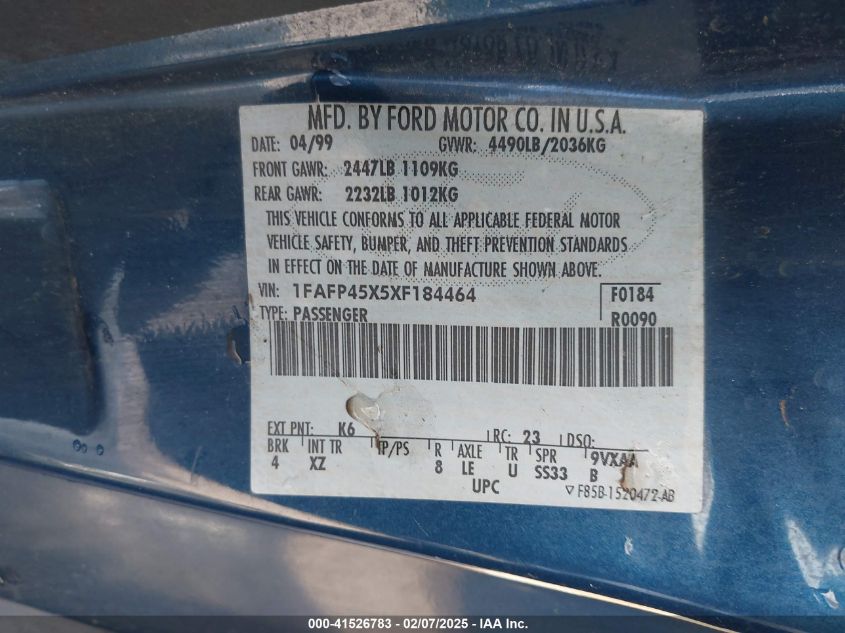 MFD. BY FORD MOTOR CO. IN U.S.A.
DATE: 04/99 GVWR: 4490LB/2036KG
FRONT GAWR: 2447LB 1109KG
REAR GAWR: 2232LB 1012KG
THIS VEHICLE CONFORMS TO ALL APPLICABLE FEDERAL MOTOR
VEHICLE SAFETY, BUMPER, AND THEFT PREVENTION STANDARDS
IN EFFECT ON THE DATE OF MANUFACTURE SHOWN ABOVE.
VIN: 1FAFP45X5XF184464 F0184
TYPE: PASSENGER R0090
EXT PNT: K6 RC: 23 DSO:
BRK INT TR TP/PS R AXLE TR SPR 9VXAA
4 XZ 8 LE U SS33 B
UPC ▽F85B-1520472-AB
000-41526783 - 02/07/2025 - IAA Inc.